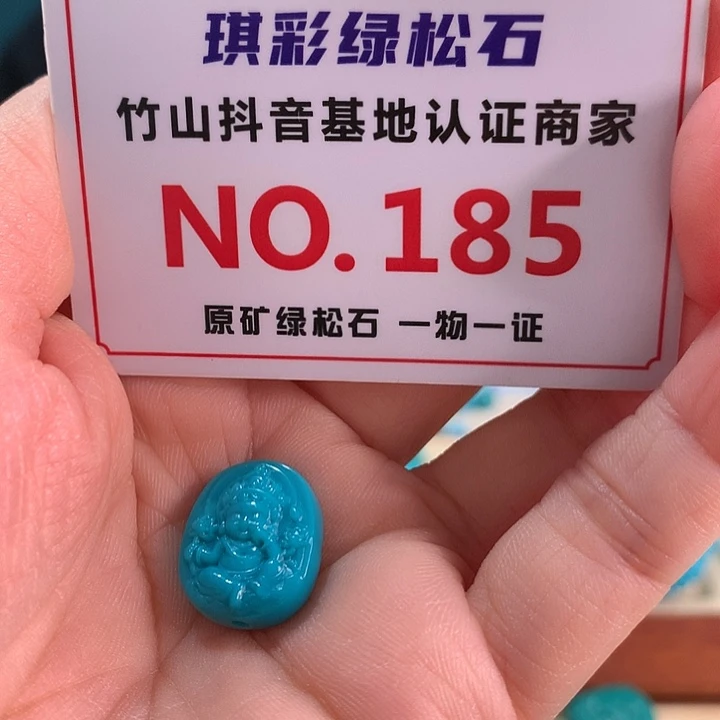 琪彩绿松石
竹山抖音基地认证商家
NO.185
原矿绿松石 一物一证